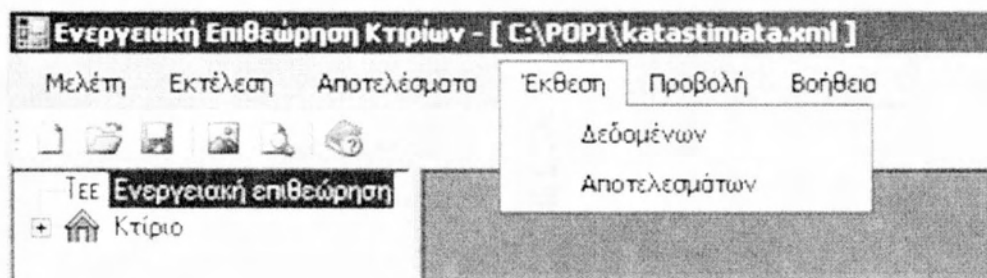 Ενεργειακή Επιθεώρηση Κτιρίων - [ C:\POPI\katastimata.xml ]
Μελέτη Εκτέλεση Αποτελέσματα Έκθεση Προβολή Βοήθεια
Δεδομένων
Αποτελεσμάτων
ΤΕΕ Ενεργειακή επιθεώρηση
Κτίριο